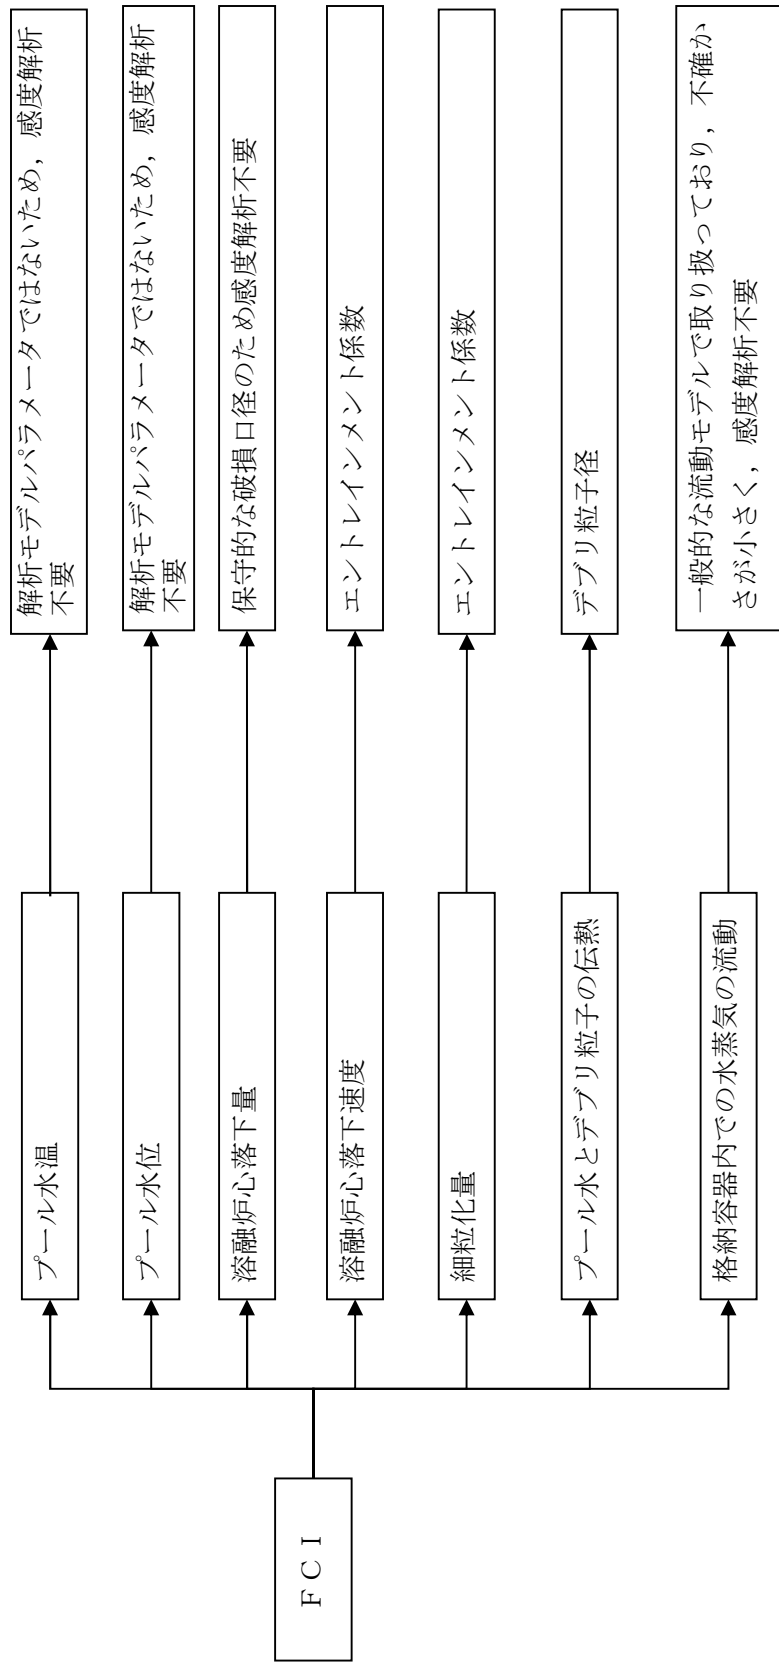 ＦＣＩ
プール水温
プール水位
溶融炉心落下量
溶融炉心落下速度
細粒化量
プール水とデブリ粒子の伝熱
格納容器内での水蒸気の流動
解析モデルパラメータではないため，感度解析
不要
解析モデルパラメータではないため，感度解析
不要
保守的な破損口径のため感度解析不要
エントレインメント係数
エントレインメント係数
デブリ粒子径
一般的な流動モデルで取り扱っており，不確か
さが小さく，感度解析不要